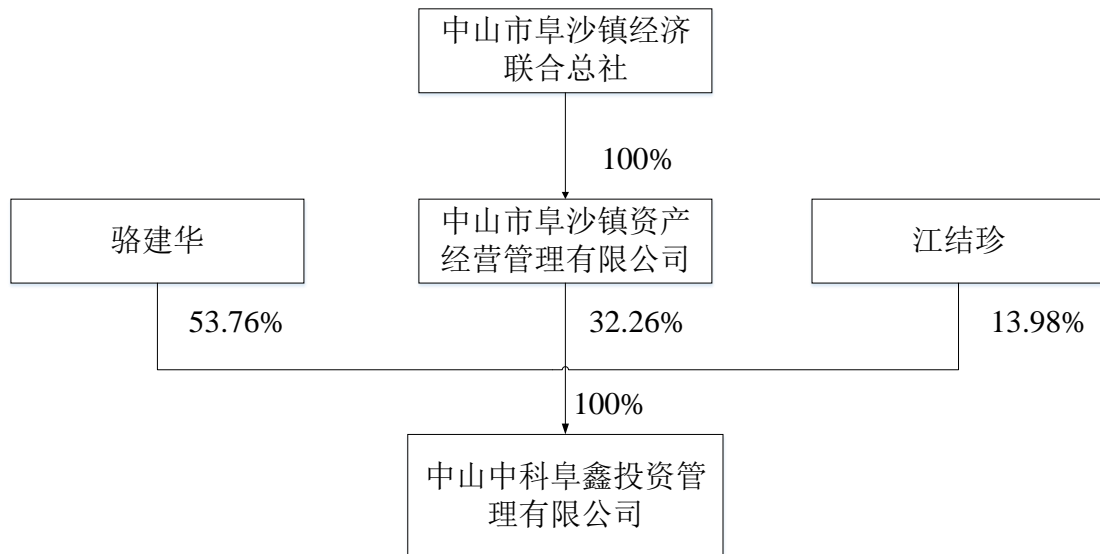 中山市阜沙镇经济
联合总社
100%
骆建华
中山市阜沙镇资产
经营管理有限公司
江结珍
53.76%
32.26%
13.98%
100%
中山中科阜鑫投资管
理有限公司